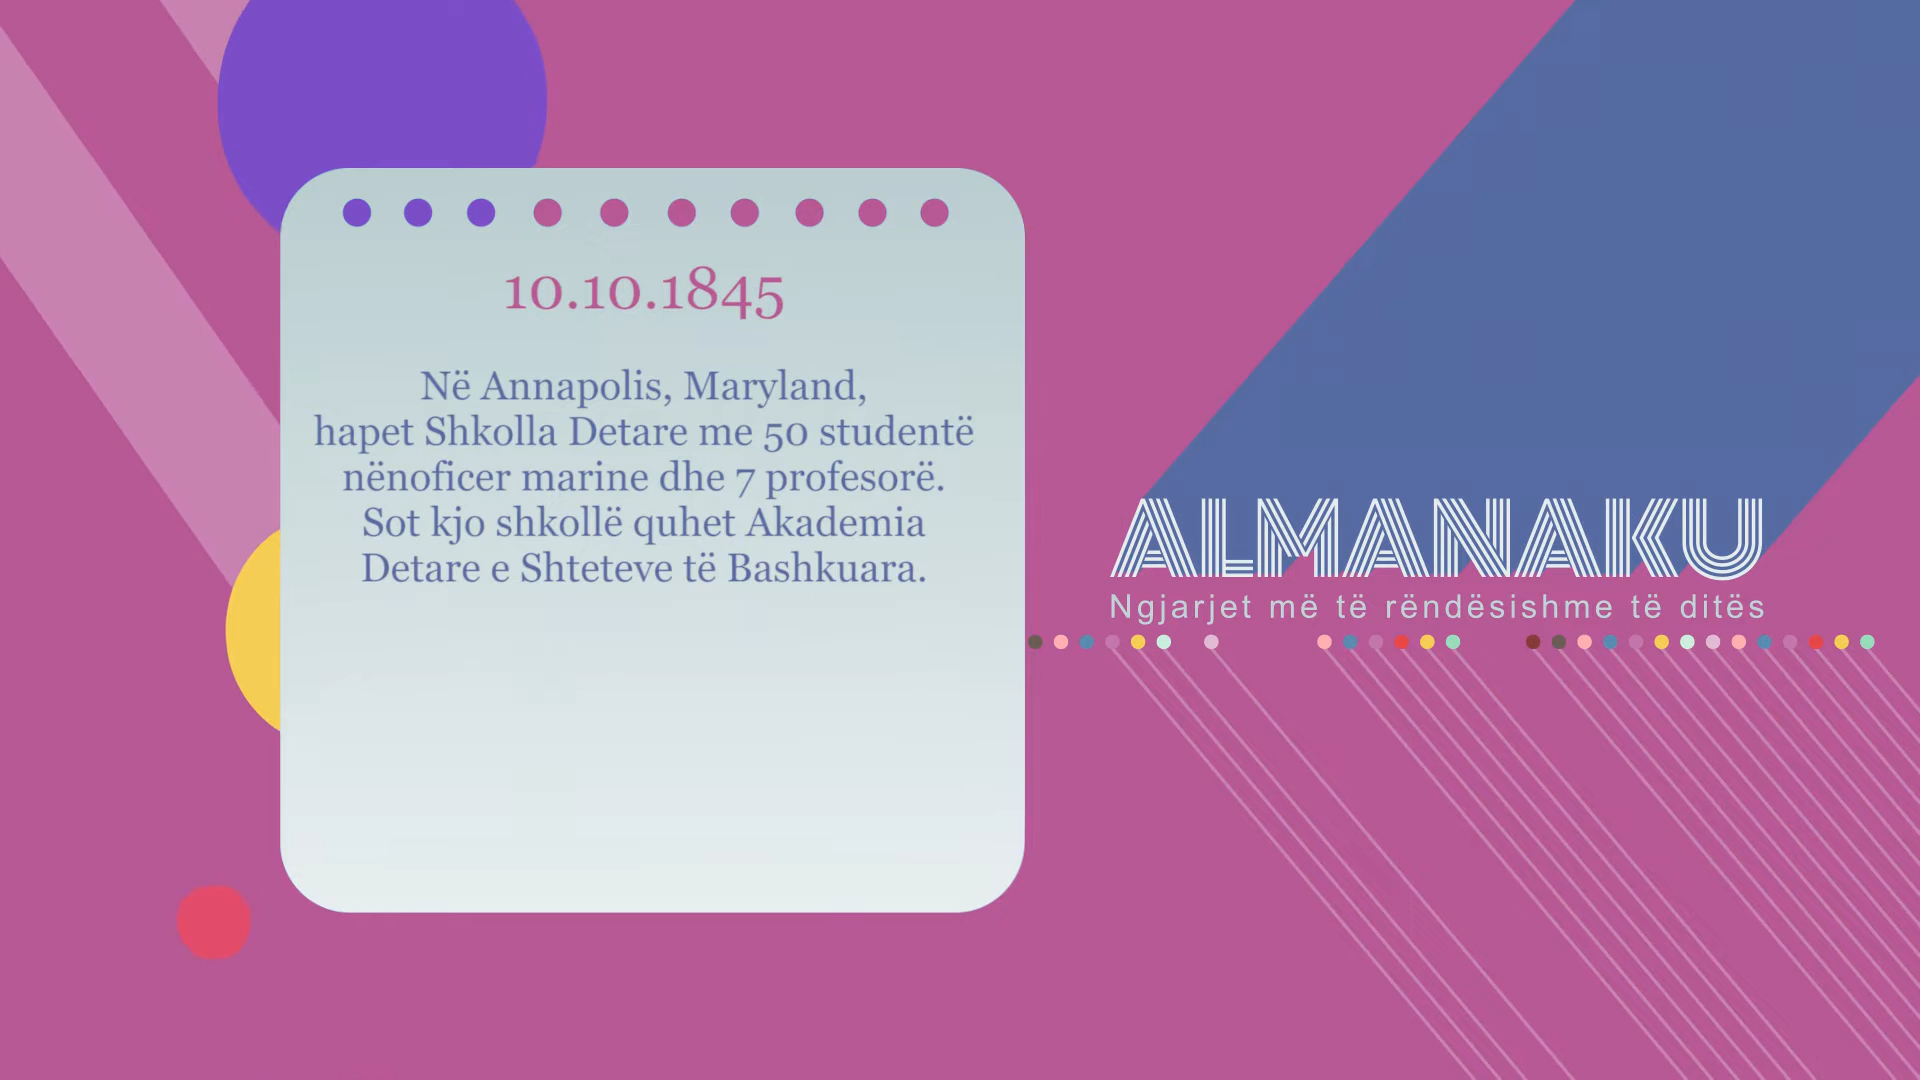 10.10.1845
Në Annapolis, Maryland,
hapet Shkolla Detare me 50 studentë
nënoficer marine dhe 7 profesorë.
Sot kjo shkollë quhet Akademia
Detare e Shteteve të Bashkuara.
ALMANAKU
Ngjarjet më të rëndësishme të ditës